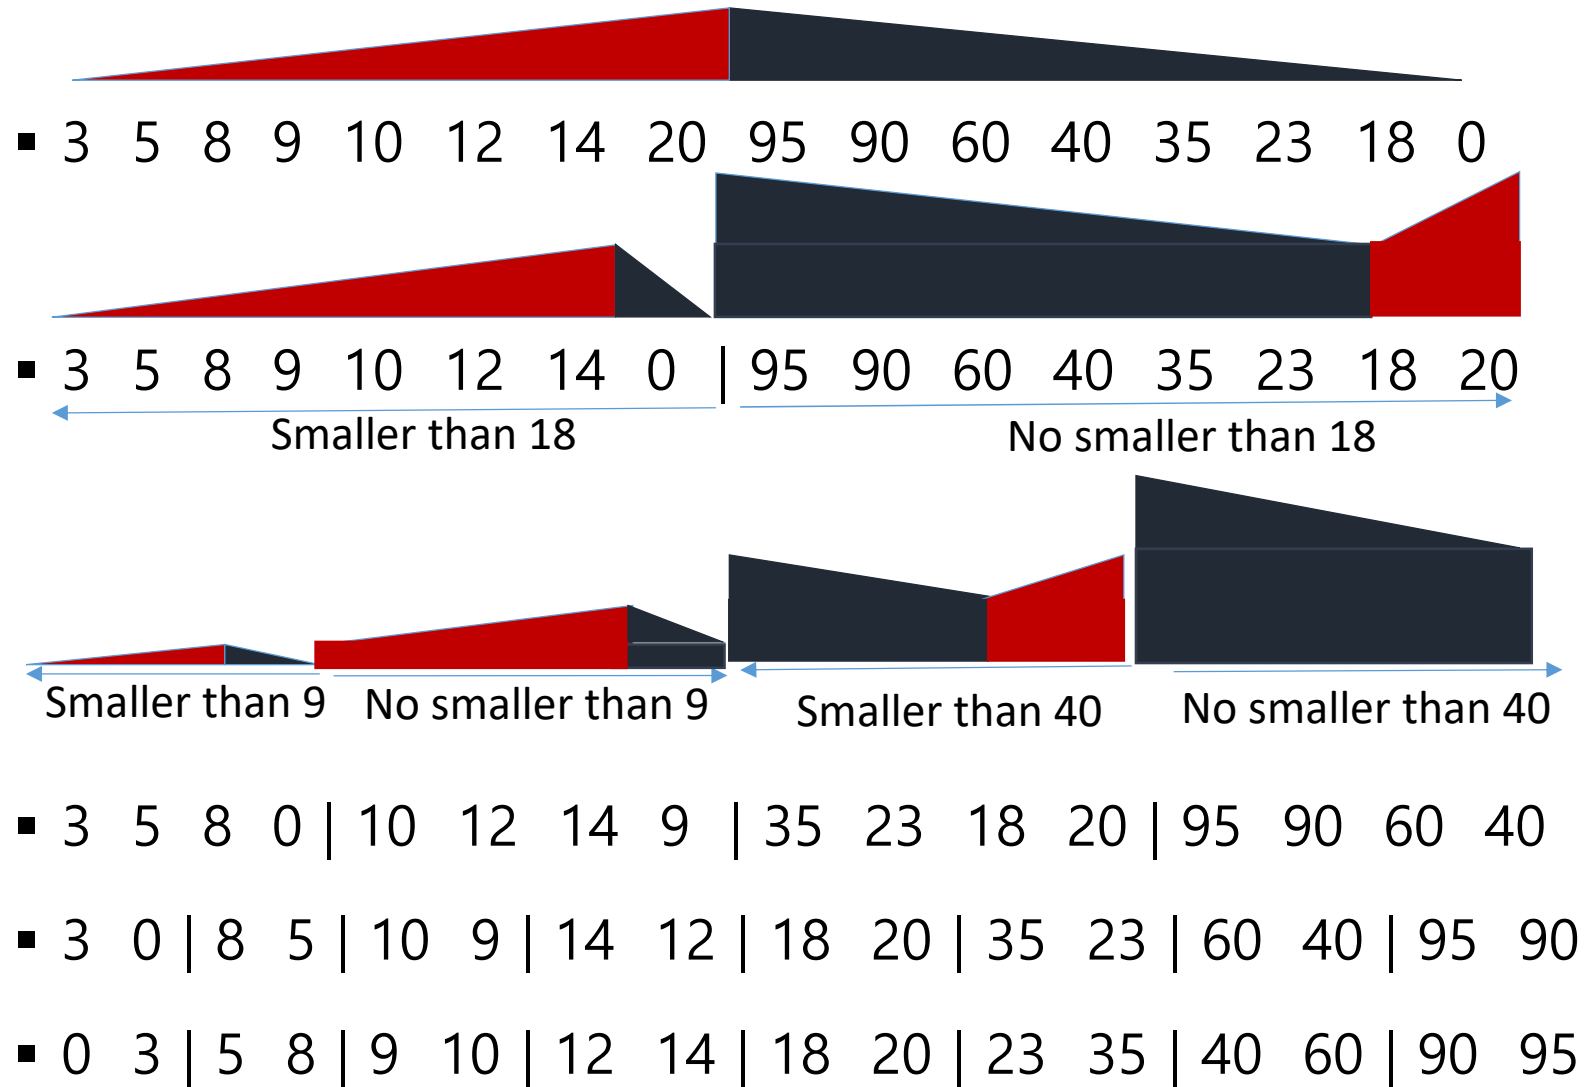 ▪ 3 5 8 9 10 12 14 20 95 90 60 40 35 23 18 0
▪ 3 5 8 9 10 12 14 0 | 95 90 60 40 35 23 18 20
Smaller than 18 No smaller than 18
Smaller than 9 No smaller than 9 Smaller than 40 No smaller than 40
▪ 3 5 8 0 | 10 12 14 9 | 35 23 18 20 | 95 90 60 40
▪ 3 0 | 8 5 | 10 9 | 14 12 | 18 20 | 35 23 | 60 40 | 95 90
▪ 0 3 | 5 8 | 9 10 | 12 14 | 18 20 | 23 35 | 40 60 | 90 95